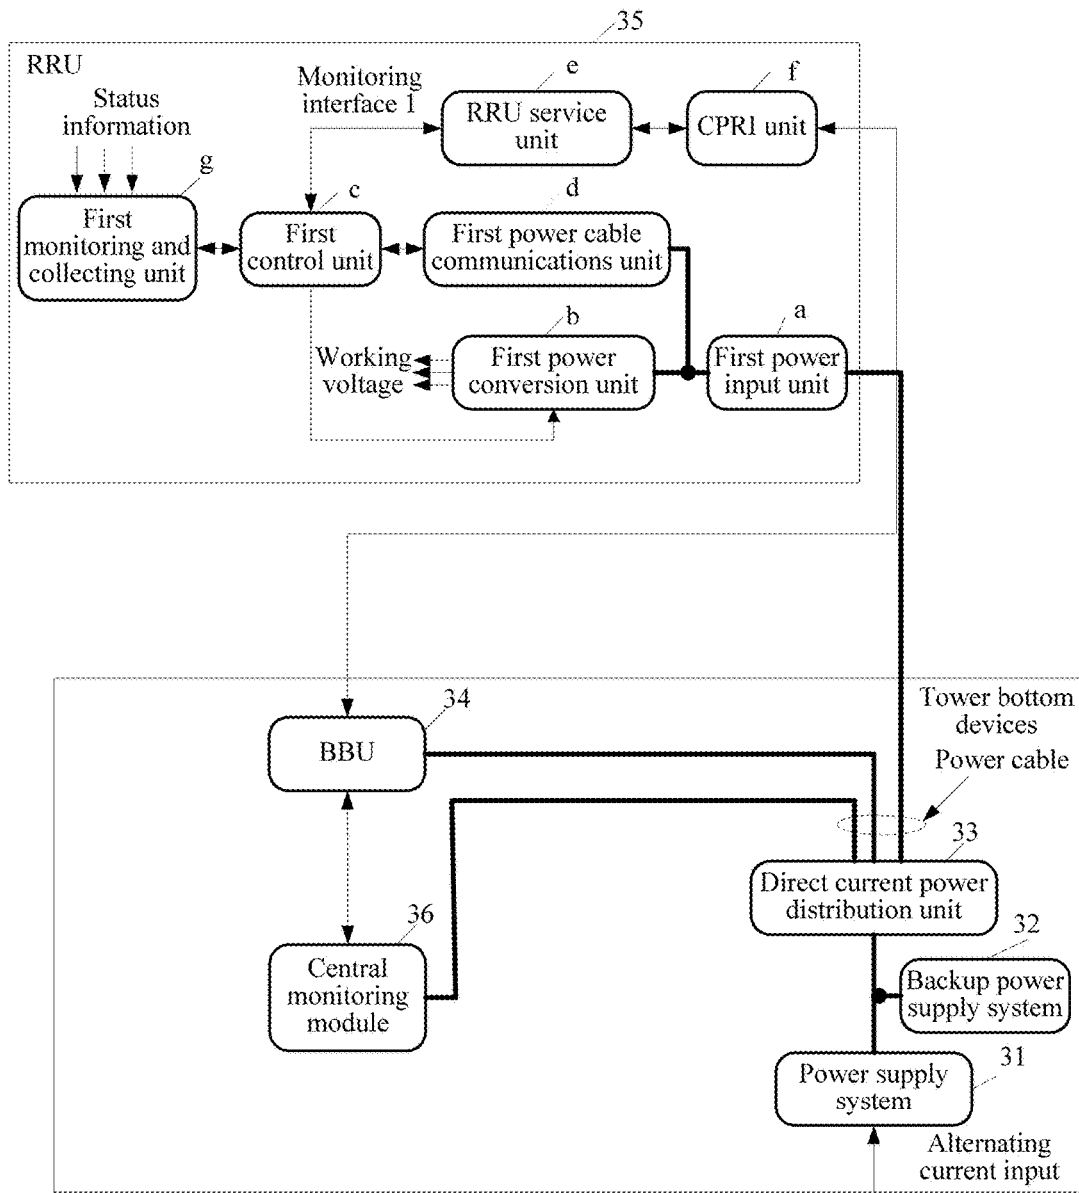 35
RRU
Status
information
Monitoring
interface 1
e
RRU service
unit
f
CPRI unit
g
First
monitoring and
collecting unit
c
First
control unit
d
First power cable
communications unit
Working
voltage
b
First power
conversion unit
a
First power
input unit
34
BBU
Tower bottom
devices
Power cable
33
Direct current power
distribution unit
36
Central
monitoring
module
32
Backup power
supply system
31
Power supply
system
Alternating
current input